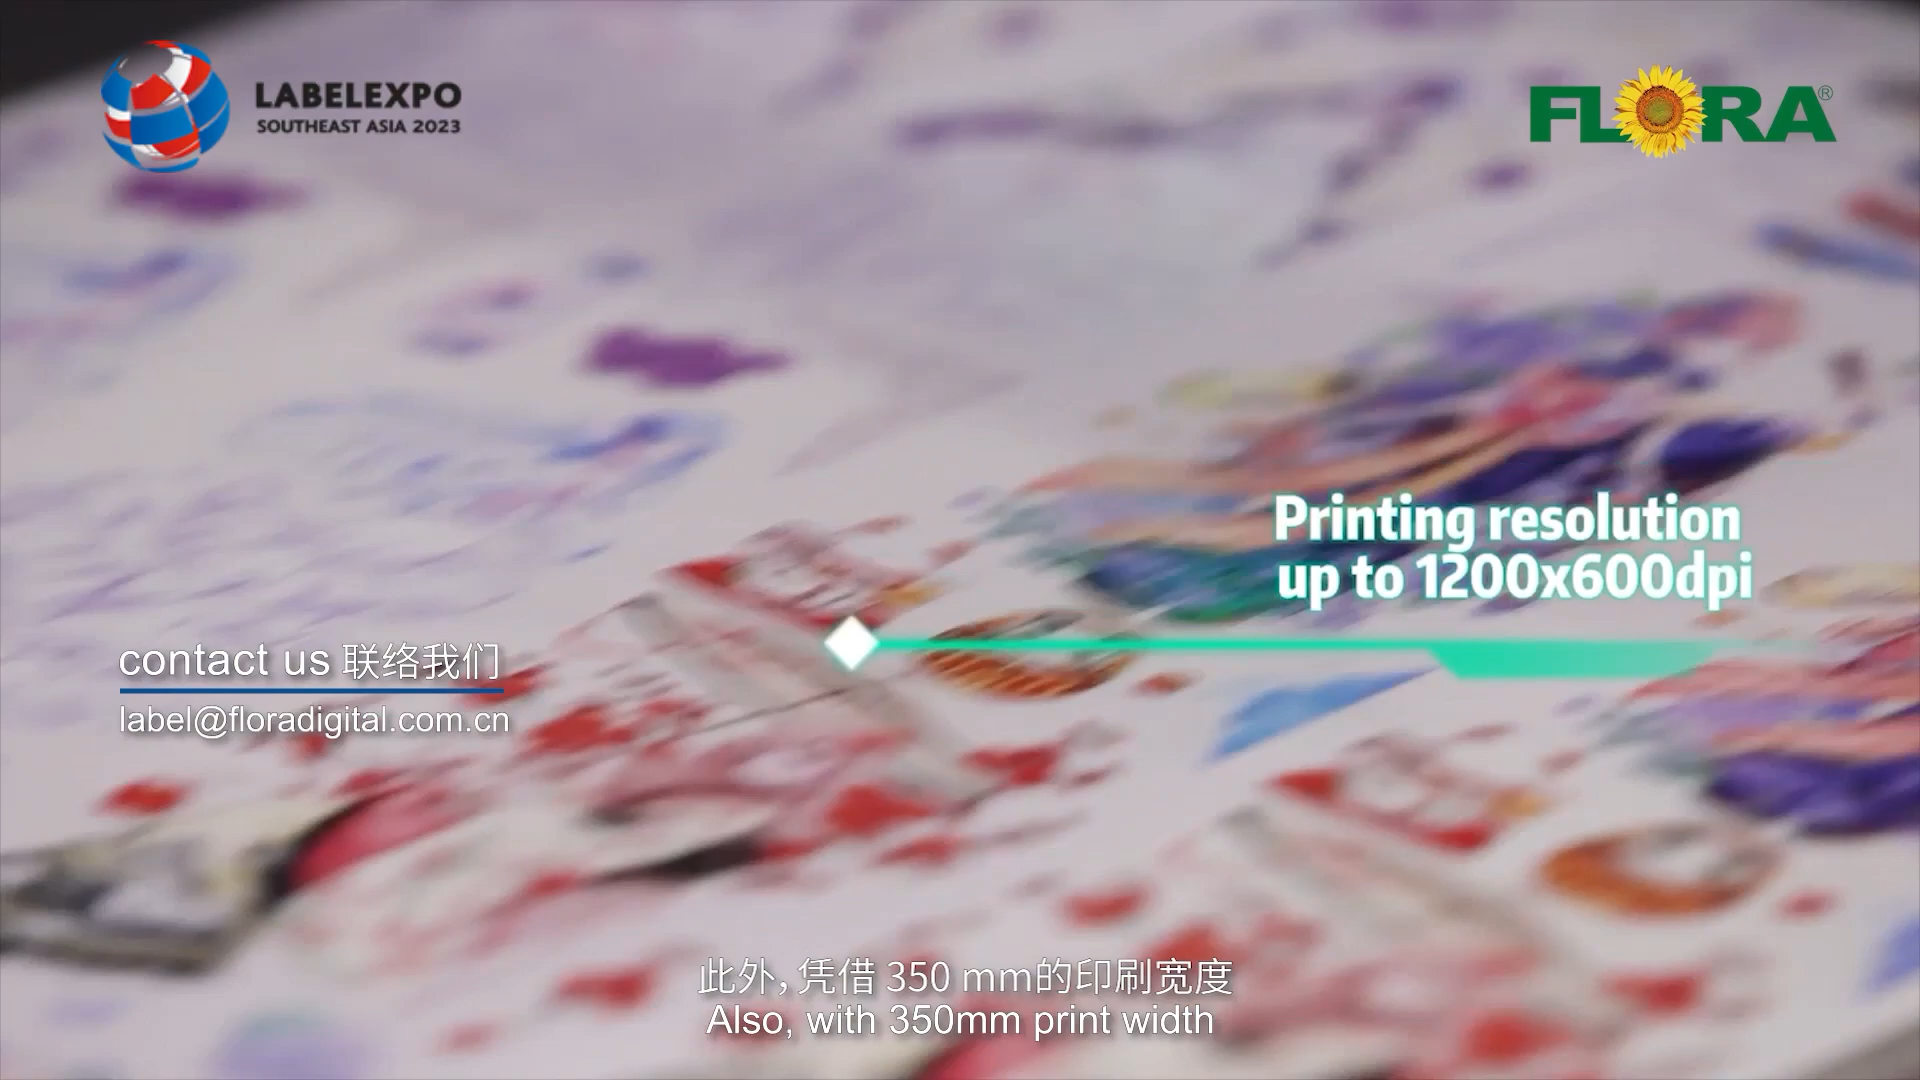 LABELEXPO
SOUTHEAST ASIA 2023
FLORA®
Printing resolution
up to 1200x600dpi
contact us 联络我们
label@floradigital.com.cn
此外，凭借 350 mm的印刷宽度
Also, with 350mm print width